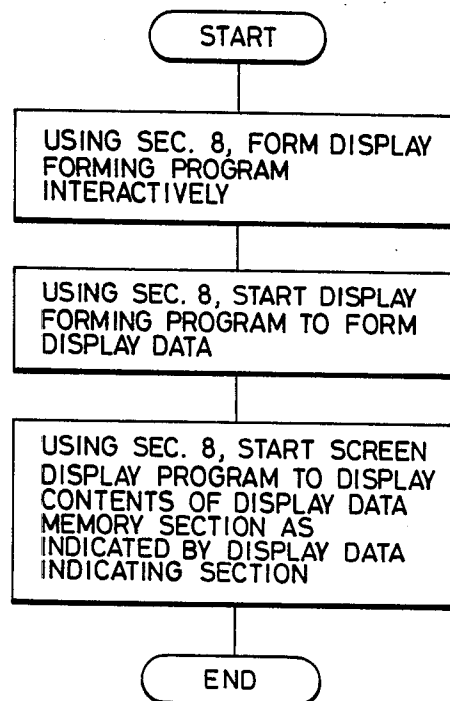 START
USING SEC. 8, FORM DISPLAY
FORMING PROGRAM
INTERACTIVELY
USING SEC. 8, START DISPLAY
FORMING PROGRAM TO FORM
DISPLAY DATA
USING SEC. 8, START SCREEN
DISPLAY PROGRAM TO DISPLAY
CONTENTS OF DISPLAY DATA
MEMORY SECTION AS
INDICATED BY DISPLAY DATA
INDICATING SECTION
END